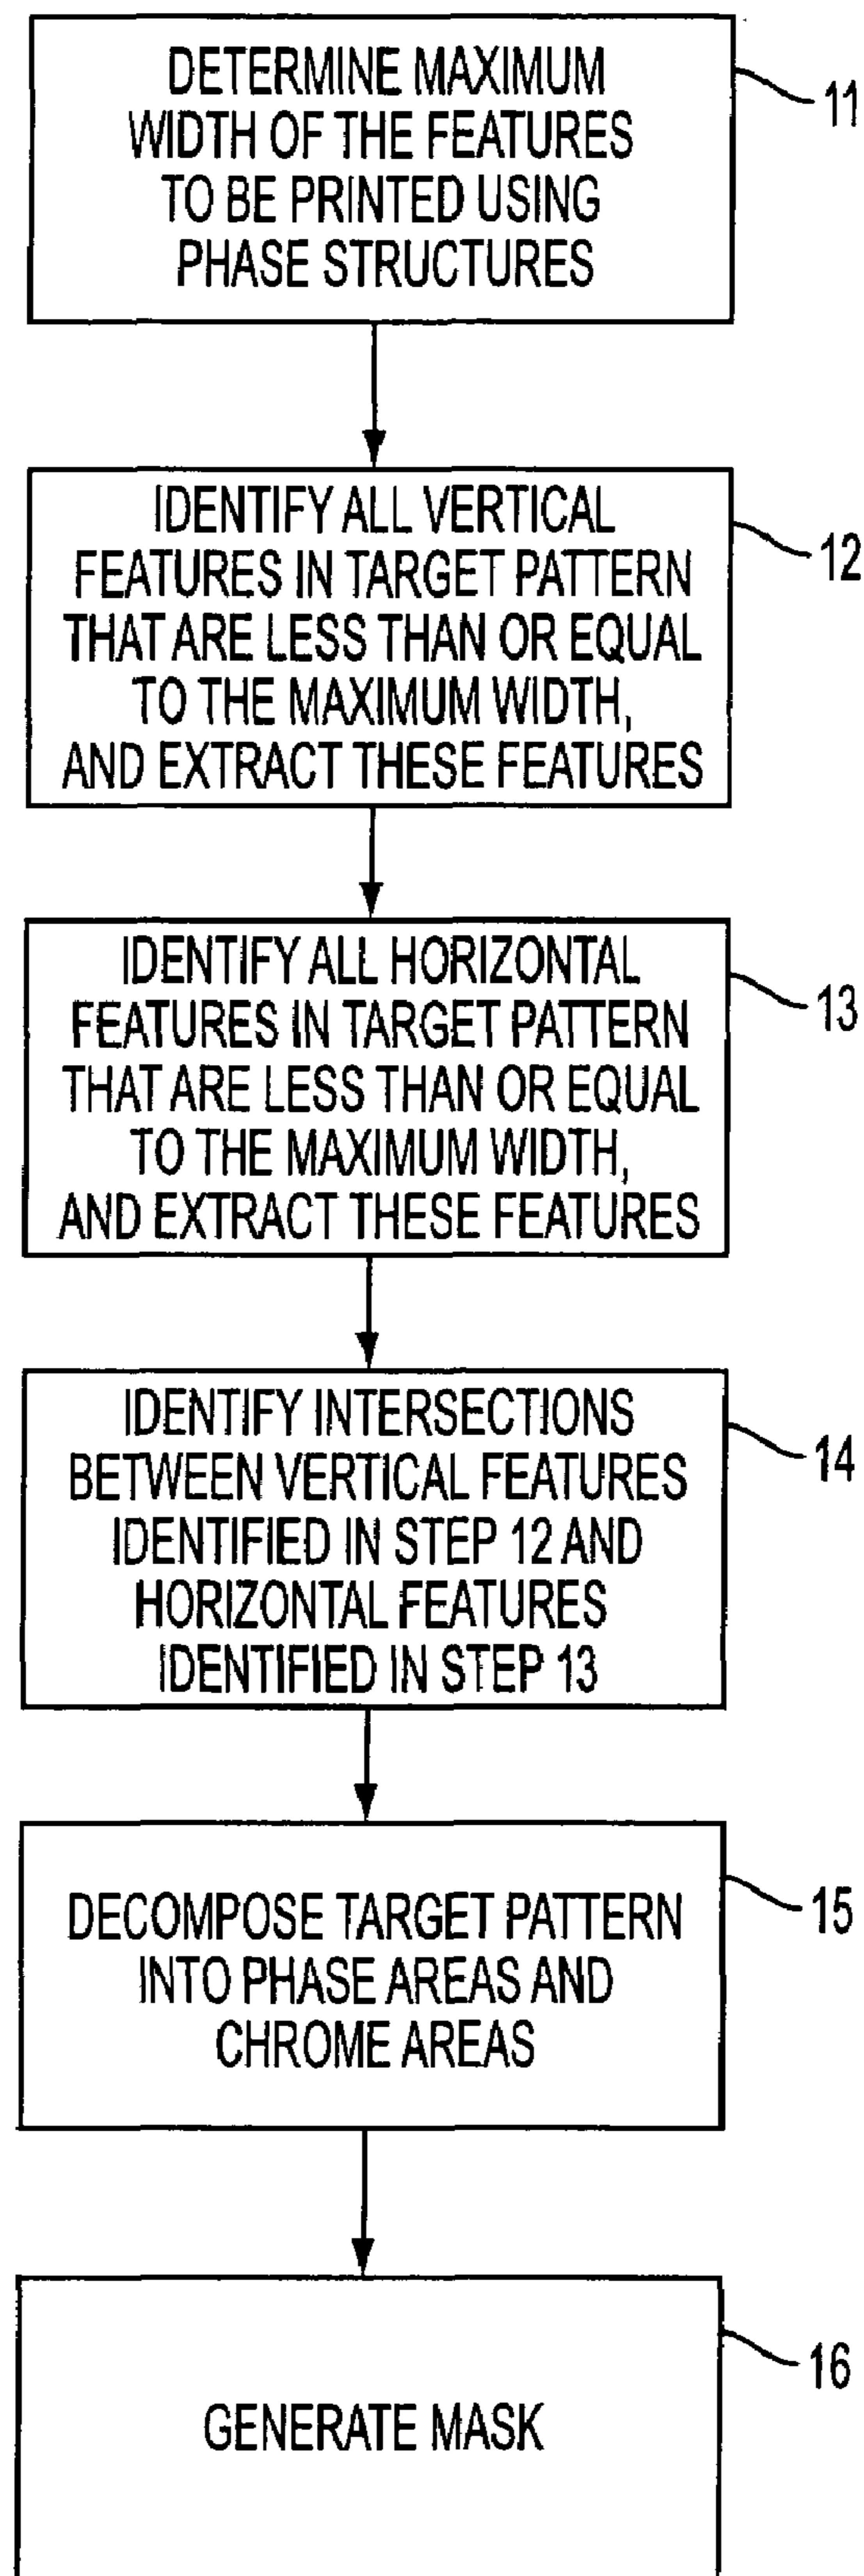 DETERMINE MAXIMUM
WIDTH OF THE FEATURES
TO BE PRINTED USING
PHASE STRUCTURES
11
IDENTIFY ALL VERTICAL
FEATURES IN TARGET PATTERN
THAT ARE LESS THAN OR EQUAL
TO THE MAXIMUM WIDTH,
AND EXTRACT THESE FEATURES
12
IDENTIFY ALL HORIZONTAL
FEATURES IN TARGET PATTERN
THAT ARE LESS THAN OR EQUAL
TO THE MAXIMUM WIDTH,
AND EXTRACT THESE FEATURES
13
IDENTIFY INTERSECTIONS
BETWEEN VERTICAL FEATURES
IDENTIFIED IN STEP 12 AND
HORIZONTAL FEATURES
IDENTIFIED IN STEP 13
14
DECOMPOSE TARGET PATTERN
INTO PHASE AREAS AND
CHROME AREAS
15
GENERATE MASK
16